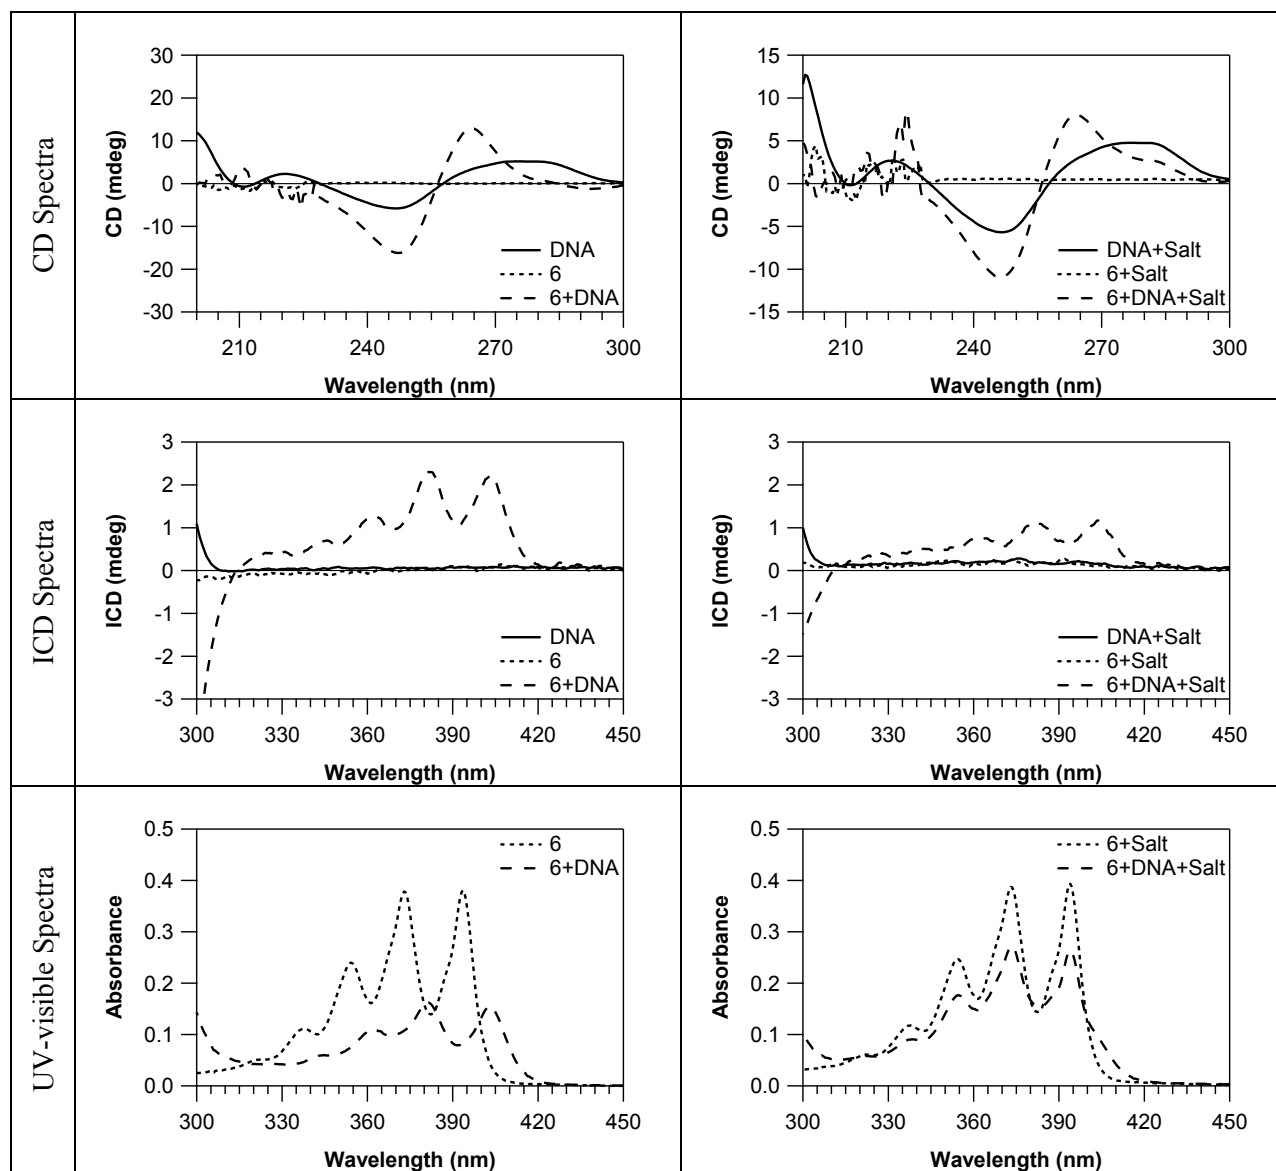 CD Spectra
CD (mdeg)
30
20
10
0
-10
-20
-30
DNA
6
6+DNA
210 240 270 300
Wavelength (nm)
CD (mdeg)
15
10
5
0
-5
-10
-15
DNA+Salt
6+Salt
6+DNA+Salt
210 240 270 300
Wavelength (nm)
ICD Spectra
ICD (mdeg)
3
2
1
0
-1
-2
-3
DNA
6
6+DNA
300 330 360 390 420 450
Wavelength (nm)
ICD (mdeg)
3
2
1
0
-1
-2
-3
DNA+Salt
6+Salt
6+DNA+Salt
300 330 360 390 420 450
Wavelength (nm)
UV-visible Spectra
Absorbance
0.5
0.4
0.3
0.2
0.1
0.0
6
6+DNA
300 330 360 390 420 450
Wavelength (nm)
Absorbance
0.5
0.4
0.3
0.2
0.1
0.0
6+Salt
6+DNA+Salt
300 330 360 390 420 450
Wavelength (nm)